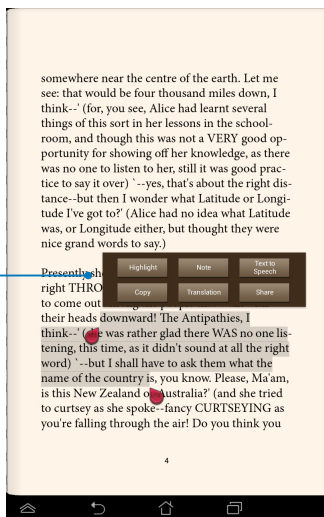 somewhere near the centre of the earth. Let me
see: that would be four thousand miles down, I
think--' (for, you see, Alice had learnt several
things of this sort in her lessons in the school-
room, and though this was not a VERY good op-
portunity for showing off her knowledge, as there
was no one to listen to her, still it was good prac-
tice to say it over) `--yes, that's about the right dis-
tance--but then I wonder what Latitude or Longi-
tude I've got to?' (Alice had no idea what Latitude
was, or Longitude either, but thought they were
nice grand words to say.)
Presently sh
right THRO
to come out
Highlight Note Text to Speech
Copy Translation Share
their heads downward! The Antipathies, I
think--' (she was rather glad there WAS no one lis-
tening, this time, as it didn't sound at all the right
word) `--but I shall have to ask them what the
name of the country is, you know. Please, Ma'am,
is this New Zealand or Australia?' (and she tried
to curtsey as she spoke--fancy CURTSEYING as
you're falling through the air! Do you think you
4